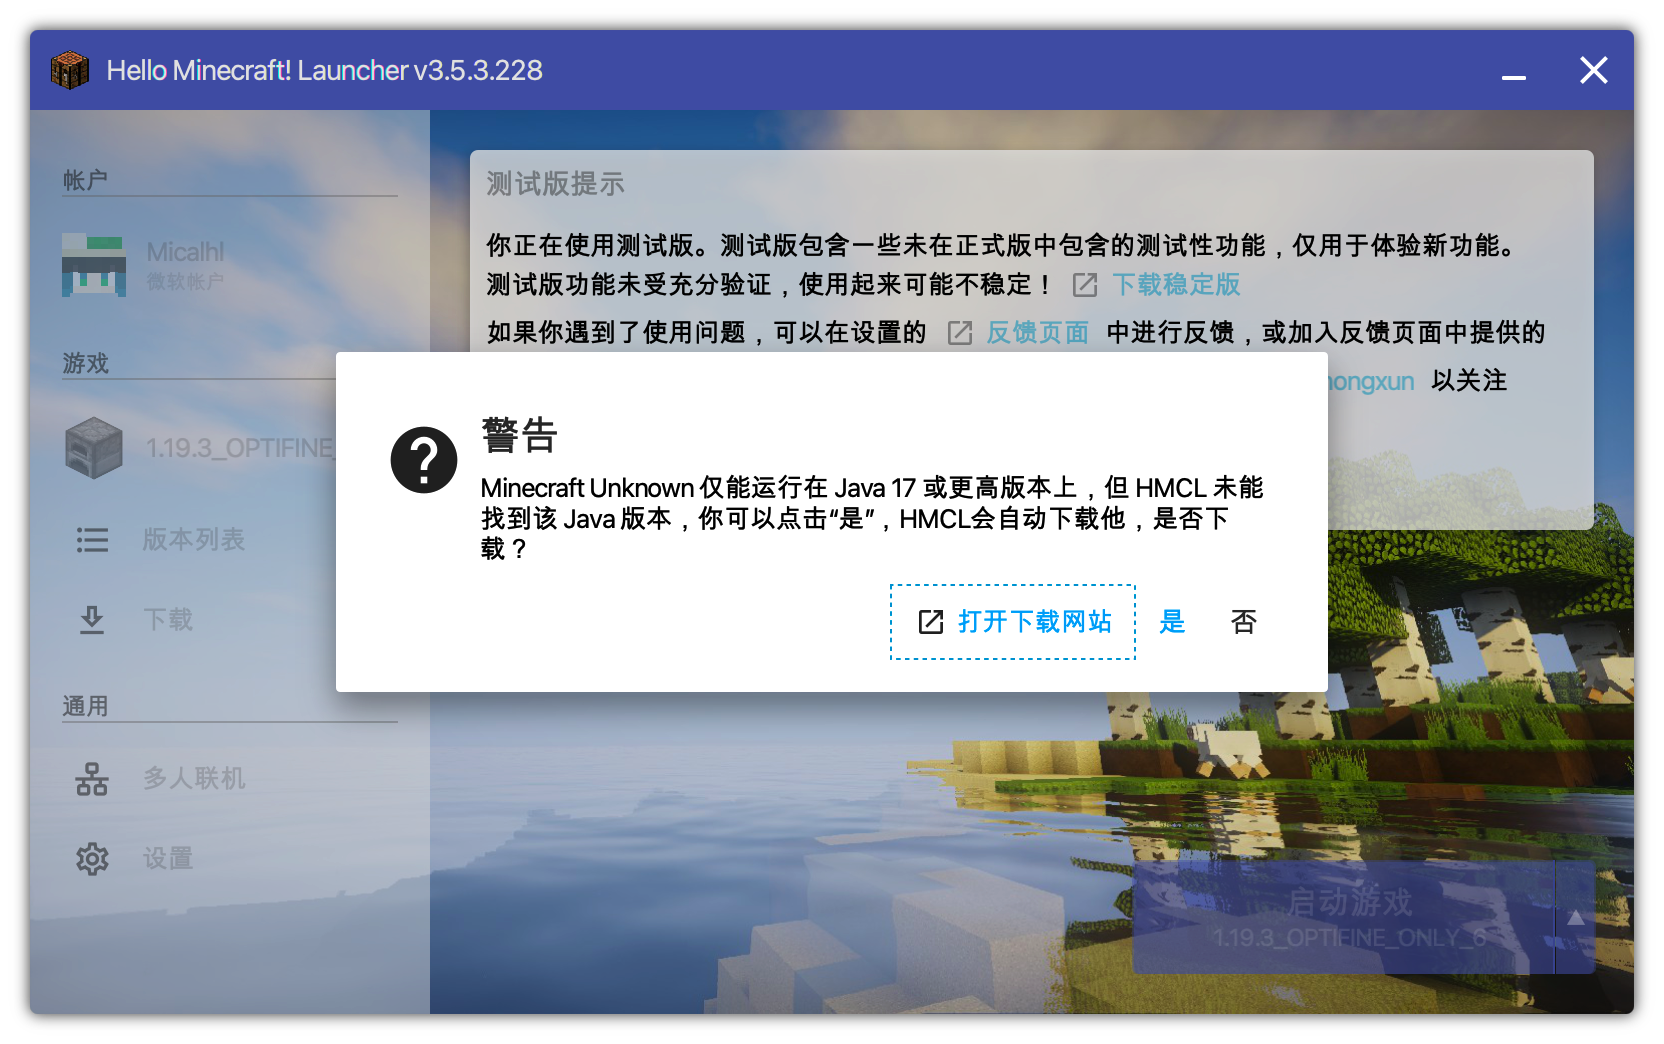 Hello Minecraft! Launcher v3.5.3.228
帐户
Micalhl
微软帐户
游戏
1.19.3_OPTIFINE_
版本列表
下载
通用
多人联机
设置
测试版提示
你正在使用测试版。测试版包含一些未在正式版中包含的测试性功能，仅用于体验新功能。
测试版功能未受充分验证，使用起来可能不稳定！ 下载稳定版
如果你遇到了使用问题，可以在设置的 反馈页面 中进行反馈，或加入反馈页面中提供的
hongxun 以关注
警告
Minecraft Unknown 仅能运行在 Java 17 或更高版本上，但 HMCL 未能
找到该 Java 版本，你可以点击“是”，HMCL会自动下载他，是否下
载？
打开下载网站 是 否
启动游戏
1.19.3_OPTIFINE_ONLY_6